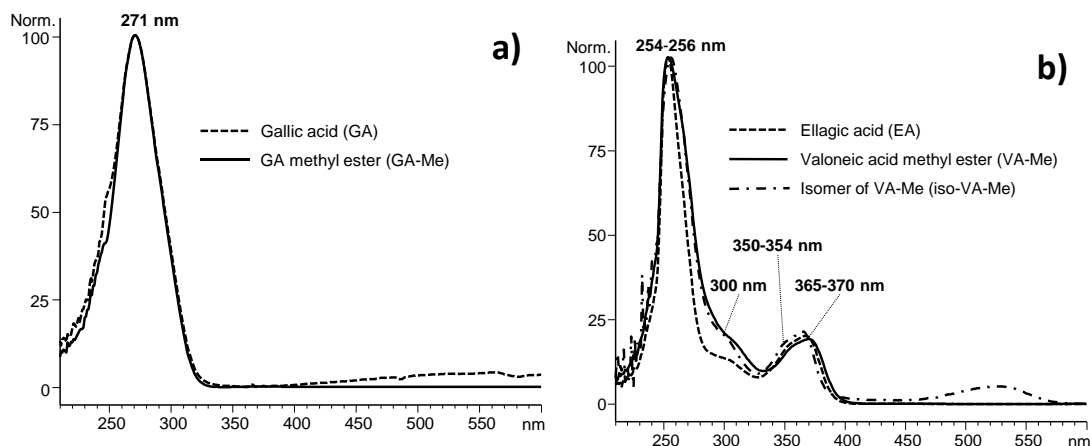 Norm.
271 nm
a)
100
75
50
25
0
Gallic acid (GA)
GA methyl ester (GA-Me)
250 300 350 400 450 500 550 nm
Norm.
254-256 nm
b)
100
75
50
25
0
Ellagic acid (EA)
Valoneic acid methyl ester (VA-Me)
Isomer of VA-Me (iso-VA-Me)
350-354 nm
300 nm
365-370 nm
250 300 350 400 450 500 550 nm